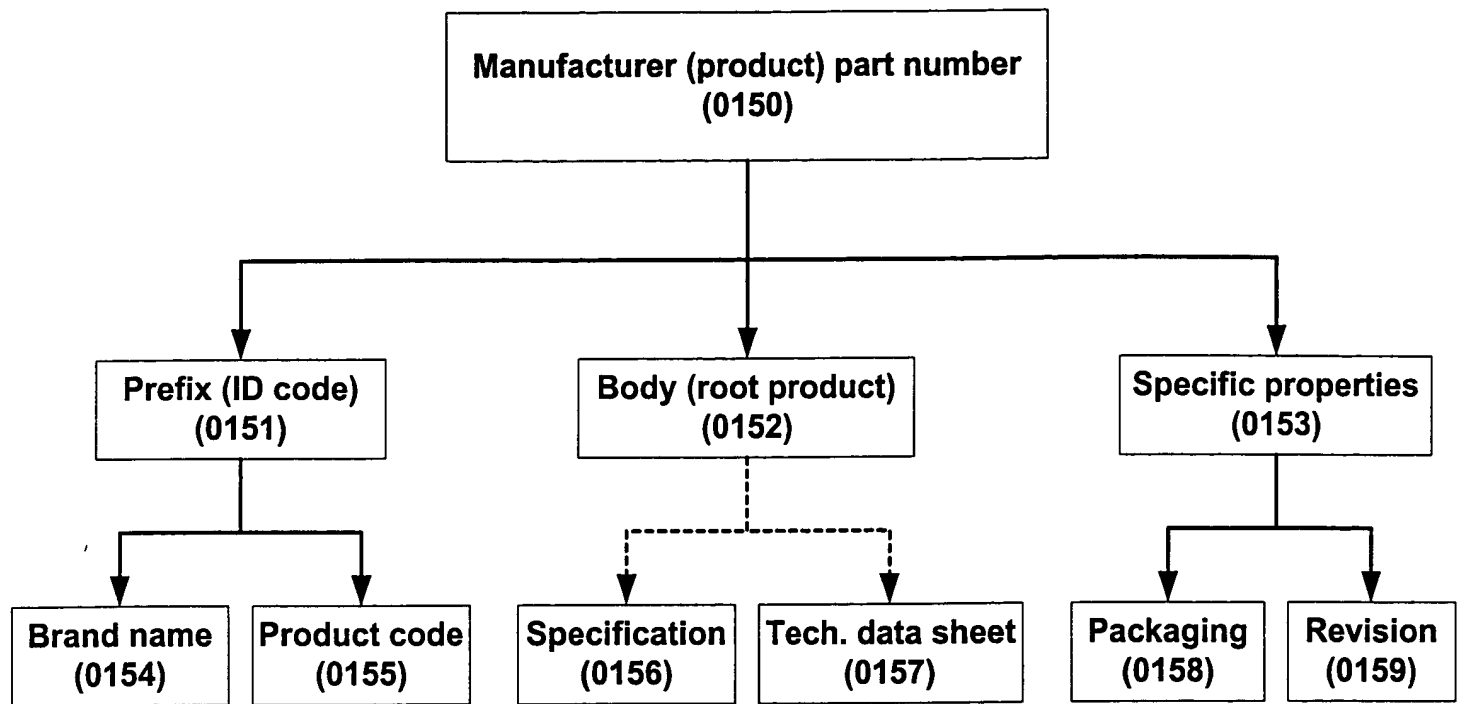 Manufacturer (product) part number
(0150)
Prefix (ID code)
(0151)
Body (root product)
(0152)
Specific properties
(0153)
Brand name
(0154)
Product code
(0155)
Specification
(0156)
Tech. data sheet
(0157)
Packaging
(0158)
Revision
(0159)